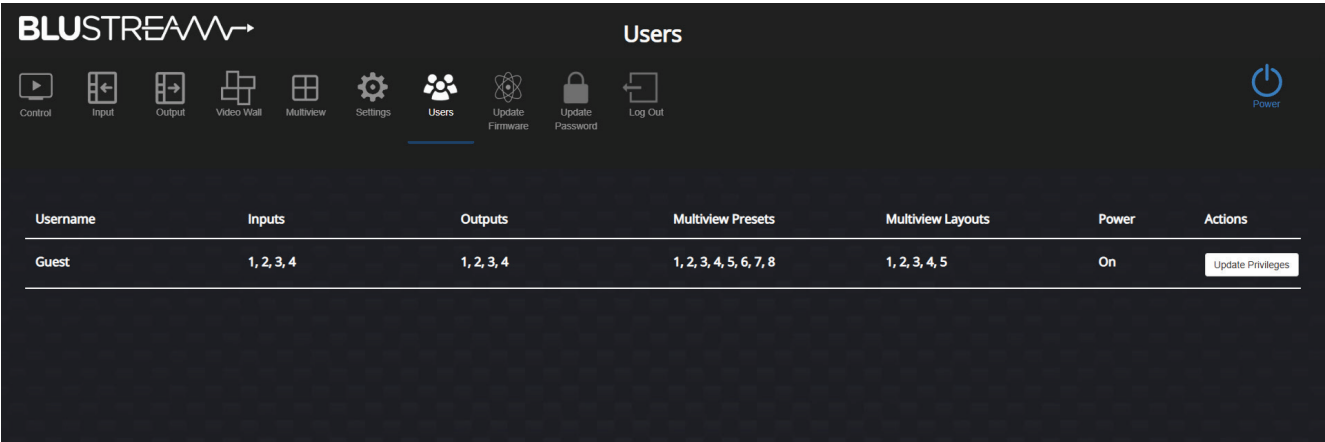 BLUSTREAM
Users
Control
Input
Output
Video Wall
Multiview
Settings
Users
Update
Firmware
Update
Password
Log Out
Power
Username Inputs Outputs Multiview Presets Multiview Layouts Power Actions
Guest 1, 2, 3, 4 1, 2, 3, 4 1, 2, 3, 4, 5, 6, 7, 8 1, 2, 3, 4, 5 On Update Privileges